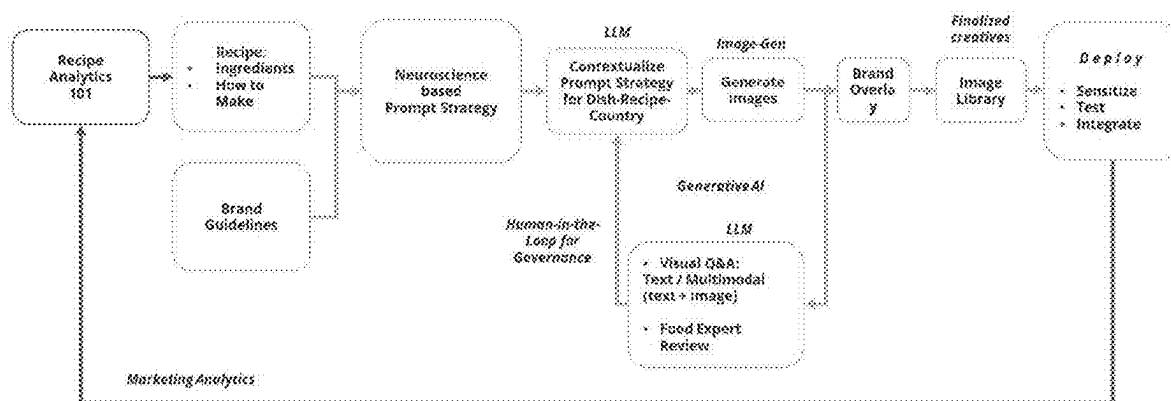 Recipe Analytics
101
• Recipe:
• Ingredients
• How to
Make
Brand
Guidelines
Neuroscience
based
Prompt Strategy
LLM
Contextualize
Prompt Strategy
for Dish-Recipe-
Country
Image-Gen
Generate
images
Brand
Overla
y
Finalized
creatives
Image
Library
Deploy
• Sensitize
• Test
• Integrate
Generative AI
Human-in-the-
Loop for
Governance
LLM
• Visual Q&A:
Text / Multimodal
(text + image)
• Food Expert
Review
Marketing Analytics